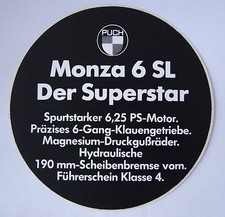 PUCH
Monza 6 SL
Der Superstar
Spurtstarker 6,25 PS-Motor.
Präzises 6-Gang-Klauengetriebe.
Magnesium-Druckgußräder.
Hydraulische
190 mm-Scheibenbremse vorn.
Führerschein Klasse 4.